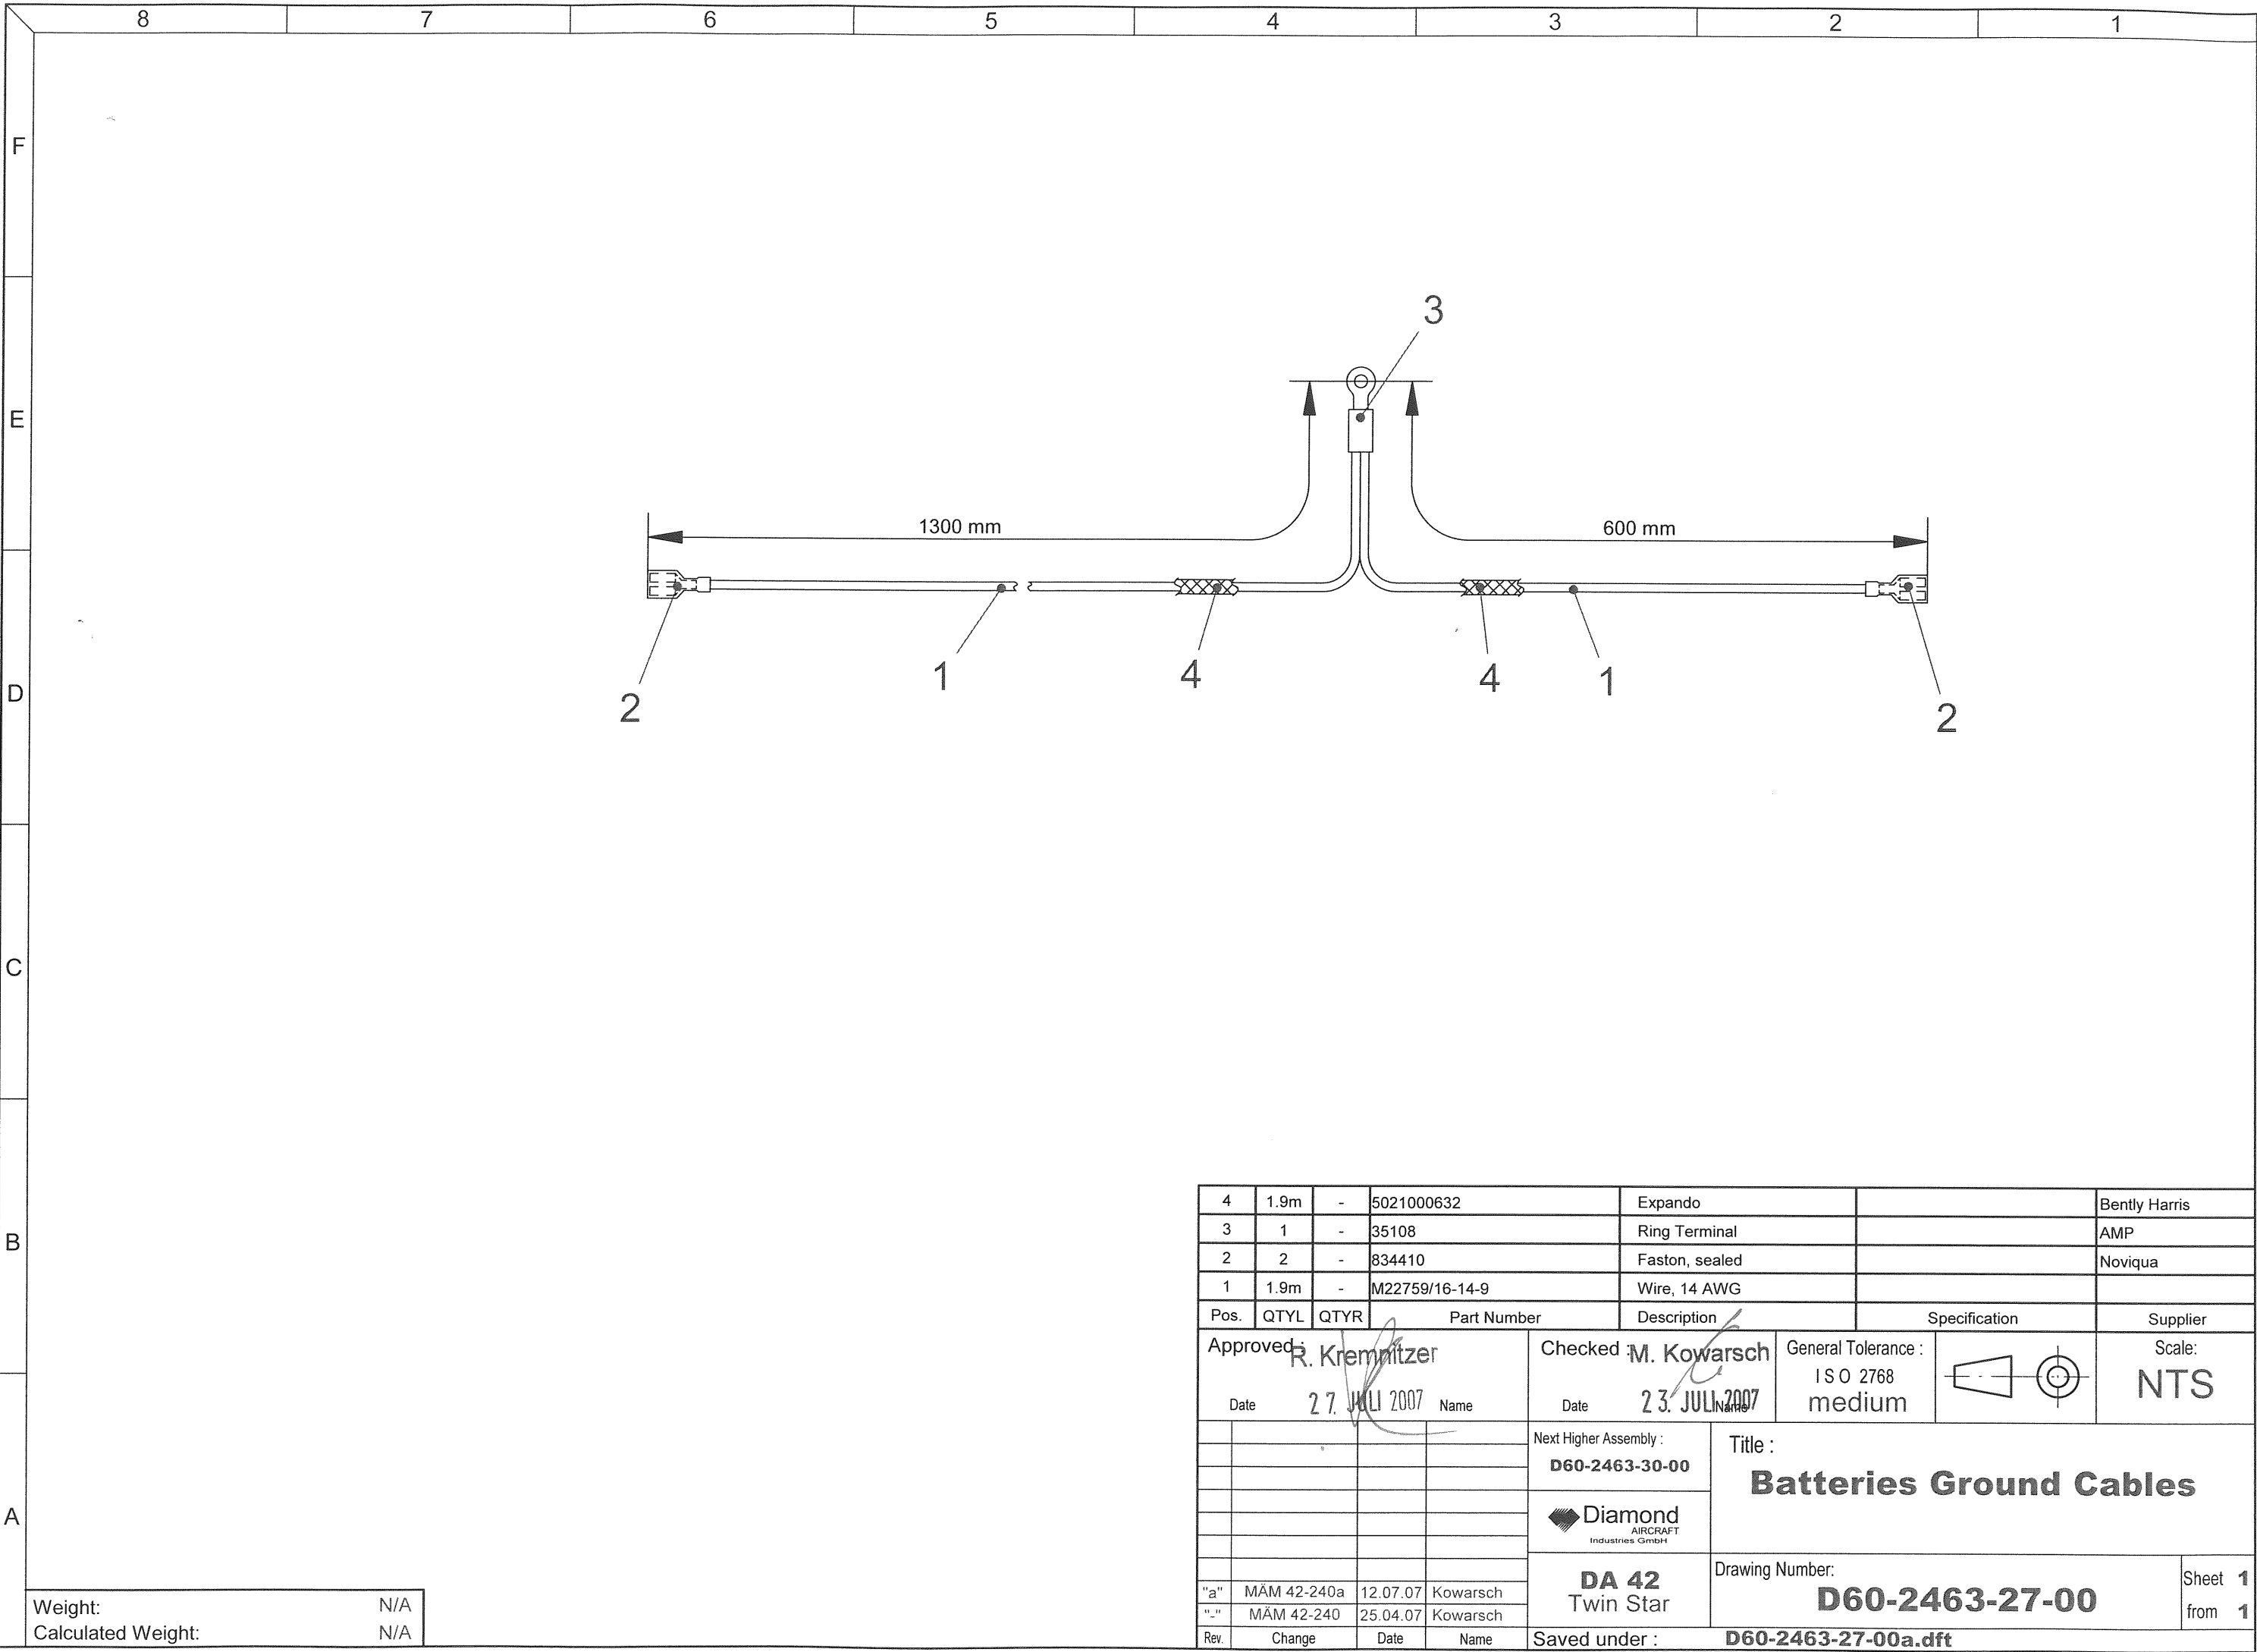 8 7 6 5 4 3 2 1
F
E
D
C
B
A
3
1300 mm
600 mm
2 1 4 4 1 2
4 1.9m - 5021000632 Expando Bently Harris
3 1 - 35108 Ring Terminal AMP
2 2 - 834410 Faston, sealed Noviqua
1 1.9m - M22759/16-14-9 Wire, 14 AWG
Pos. QTYL QTYR Part Number Description Specification Supplier
Approved : R. Kremnitzer
Date 27. JULI 2007 Name
Checked : M. Kowarsch
Date 23. JULI 2007 Name
General Tolerance :
ISO 2768
medium
Scale:
NTS
Next Higher Assembly :
D60-2463-30-00
Title :
Batteries Ground Cables
Diamond
AIRCRAFT
Industries GmbH
DA 42
Twin Star
Drawing Number:
D60-2463-27-00
Sheet 1
from 1
"a" MÄM 42-240a 12.07.07 Kowarsch
"-" MÄM 42-240 25.04.07 Kowarsch
Rev. Change Date Name
Saved under : D60-2463-27-00a.dft
Weight: N/A
Calculated Weight: N/A